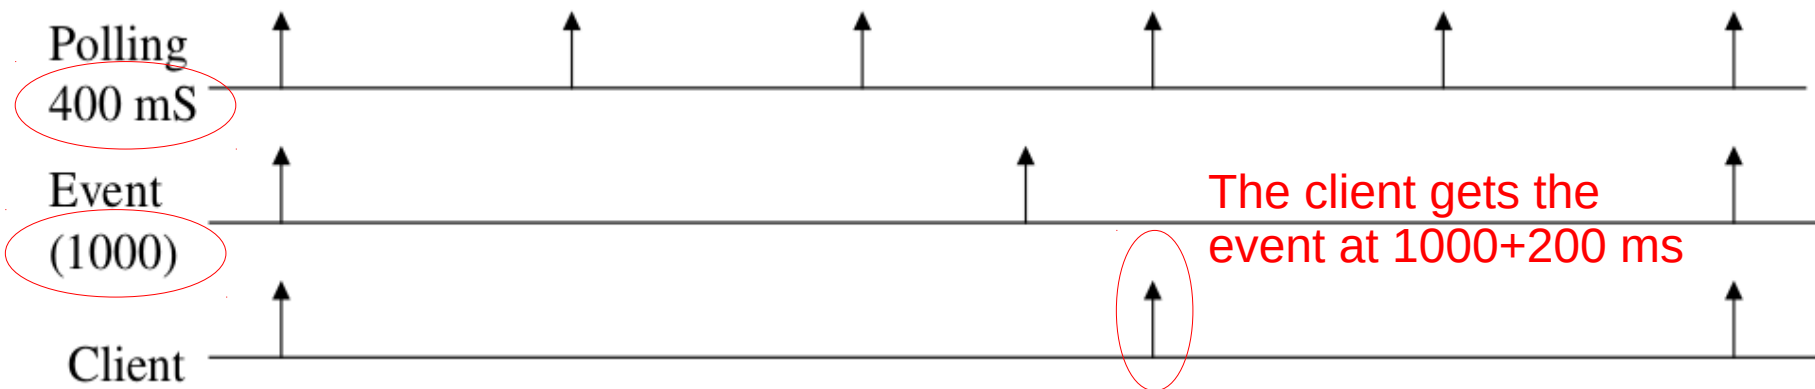 Polling
400 mS
Event
(1000)
The client gets the
event at 1000+200 ms
Client